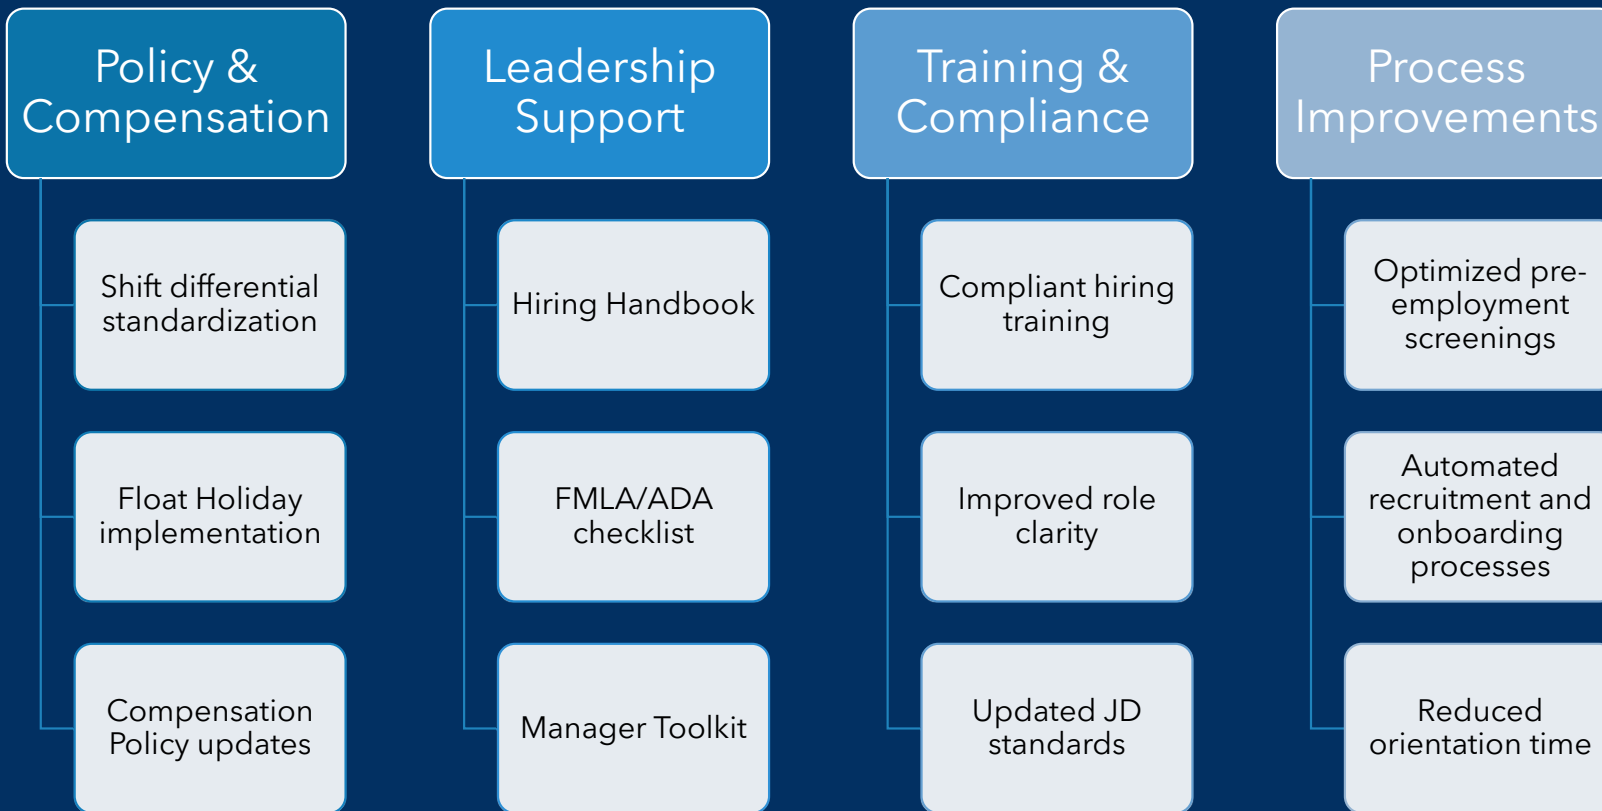 Policy &
Compensation
Shift differential
standardization
Float Holiday
implementation
Compensation
Policy updates
Leadership
Support
Hiring Handbook
FMLA/ADA
checklist
Manager Toolkit
Training &
Compliance
Compliant hiring
training
Improved role
clarity
Updated JD
standards
Process
Improvements
Optimized pre-
employment
screenings
Automated
recruitment and
onboarding
processes
Reduced
orientation time